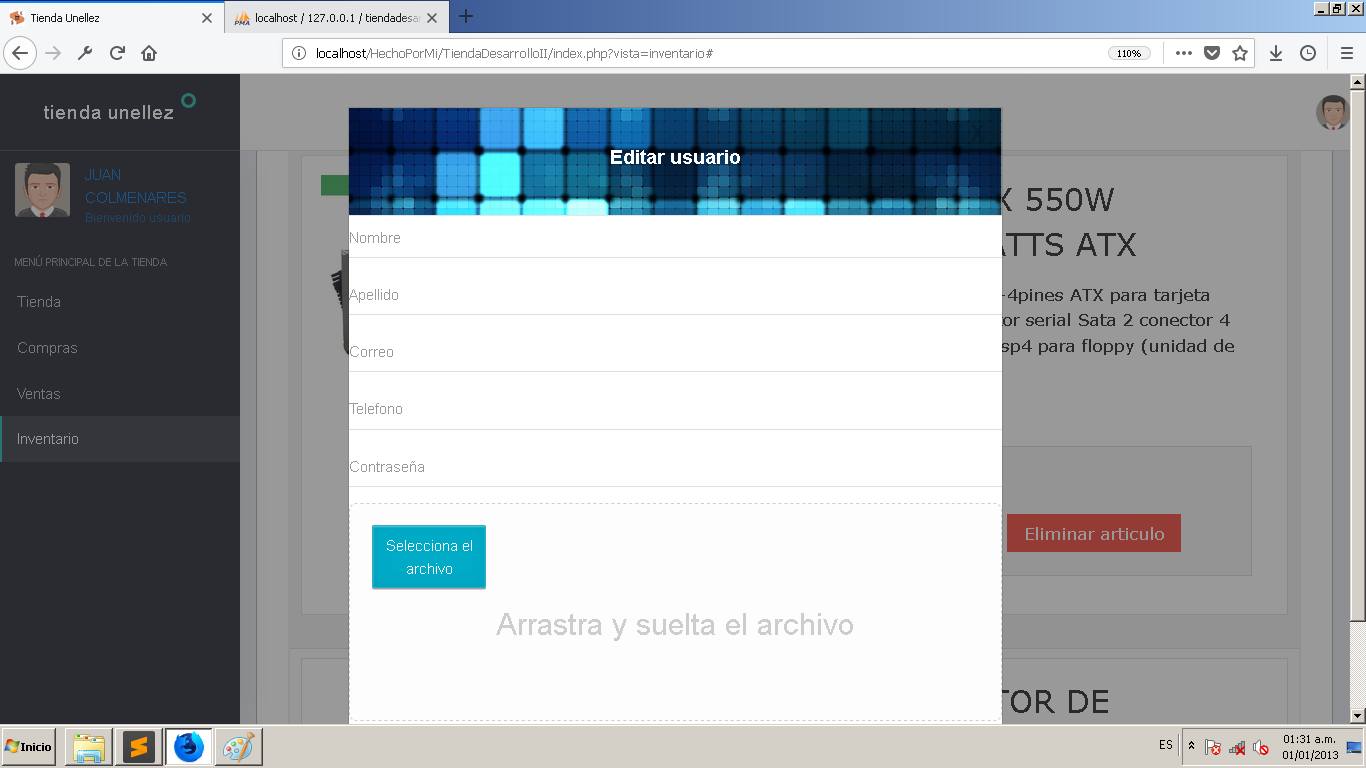 Tienda Unellez
localhost / 127.0.0.1 / tiendadesa
localhost/HechoPorMi/TiendaDesarrolloII/index.php?vista=inventario#
110%
tienda unellez
JUAN
COLMENARES
Bienvenido usuario
MENÚ PRINCIPAL DE LA TIENDA
Tienda
Compras
Ventas
Inventario
X
Editar usuario
Nombre
Apellido
Correo
Telefono
Contraseña
Selecciona el
archivo
Arrastra y suelta el archivo
X 550W
ATTS ATX
-4pines ATX para tarjeta
or serial Sata 2 conector 4
sp4 para floppy (unidad de
Eliminar articulo
TOR DE
Inicio
ES
01:31 a.m.
01/01/2013